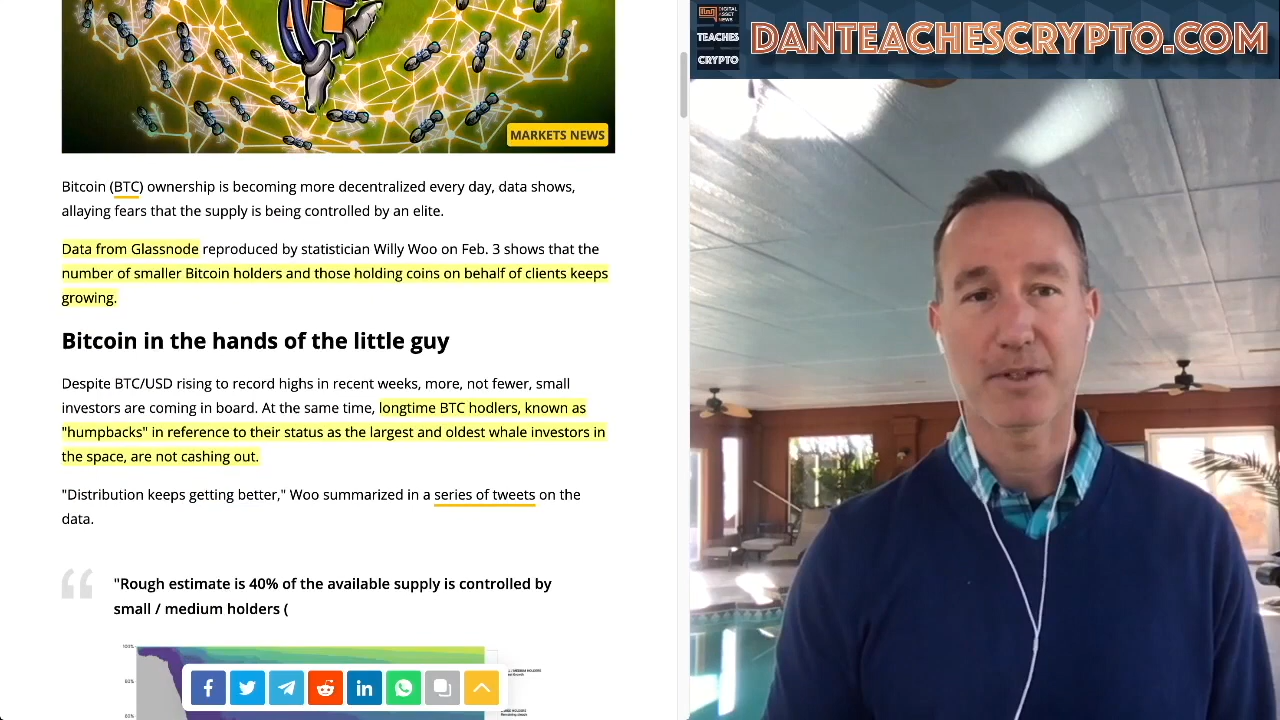 MARKETS NEWS
Bitcoin (BTC) ownership is becoming more decentralized every day, data shows,
allaying fears that the supply is being controlled by an elite.
Data from Glassnode reproduced by statistician Willy Woo on Feb. 3 shows that the
number of smaller Bitcoin holders and those holding coins on behalf of clients keeps
growing.
Bitcoin in the hands of the little guy
Despite BTC/USD rising to record highs in recent weeks, more, not fewer, small
investors are coming in board. At the same time, longtime BTC hodlers, known as
"humpbacks" in reference to their status as the largest and oldest whale investors in
the space, are not cashing out.
"Distribution keeps getting better," Woo summarized in a series of tweets on the
data.
"Rough estimate is 40% of the available supply is controlled by
small / medium holders (
100%
DIGITAL
ASSET
NEWS
TEACHES
CRYPTO
DANTEACHESCRYPTO.COM